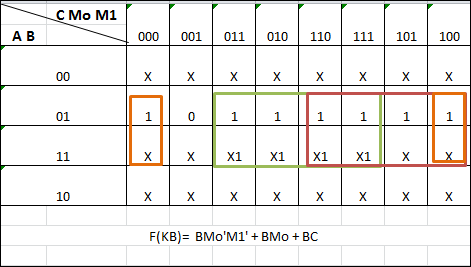 C Mo M1
A B 000 001 011 010 110 111 101 100
00 X X X X X X X X
01 1 0 1 1 1 1 1 1
11 X X X1 X1 X1 X1 X X
10 X X X X X X X X
F(KB)= BMo'M1' + BMo + BC